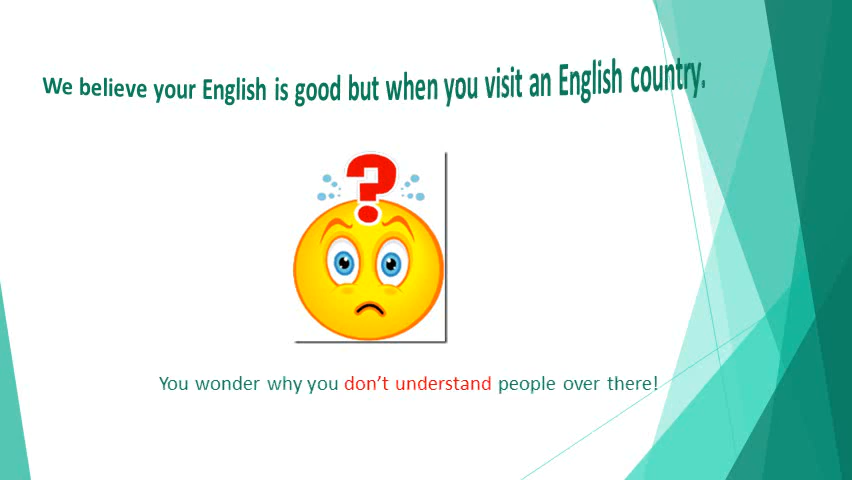 We believe your English is good but when you visit an English country.
?
You wonder why you don't understand people over there!